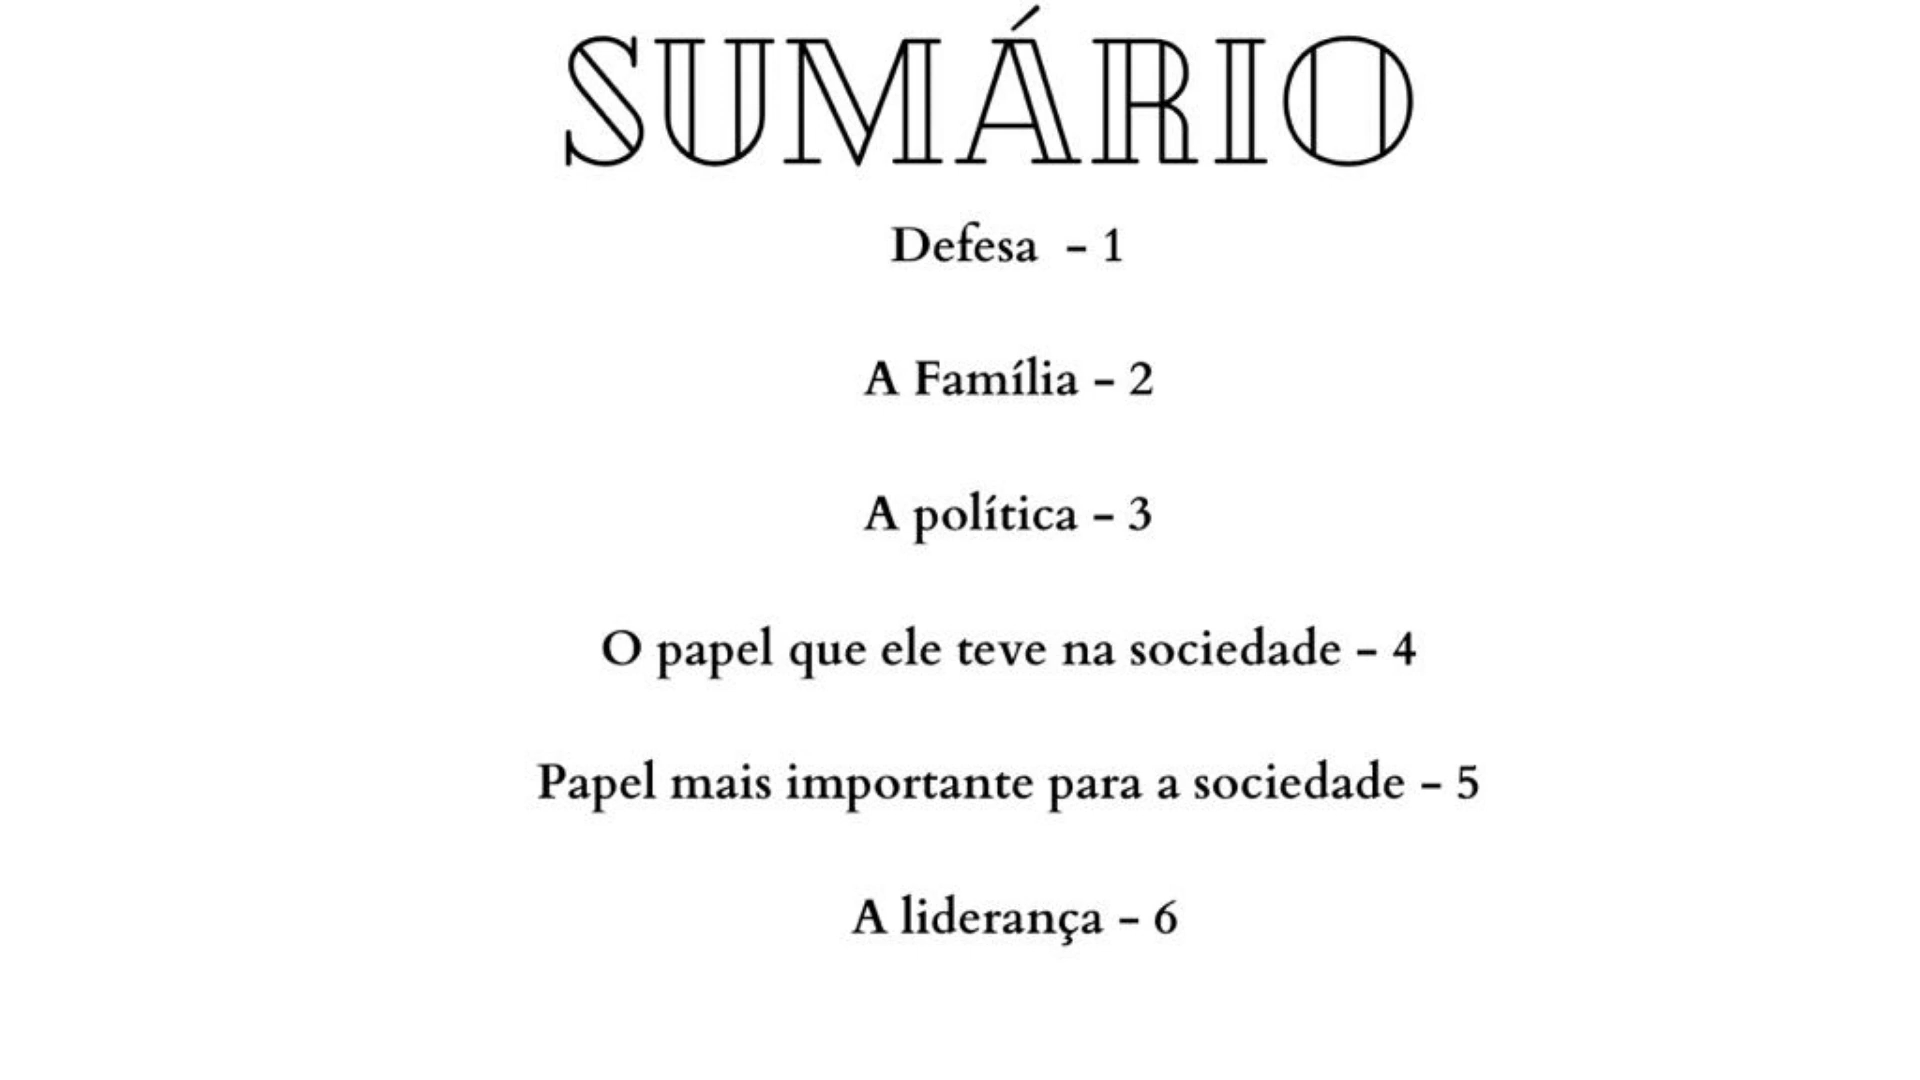 SUMÁRIO
Defesa - 1
A Família - 2
A política - 3
O papel que ele teve na sociedade - 4
Papel mais importante para a sociedade - 5
A liderança - 6